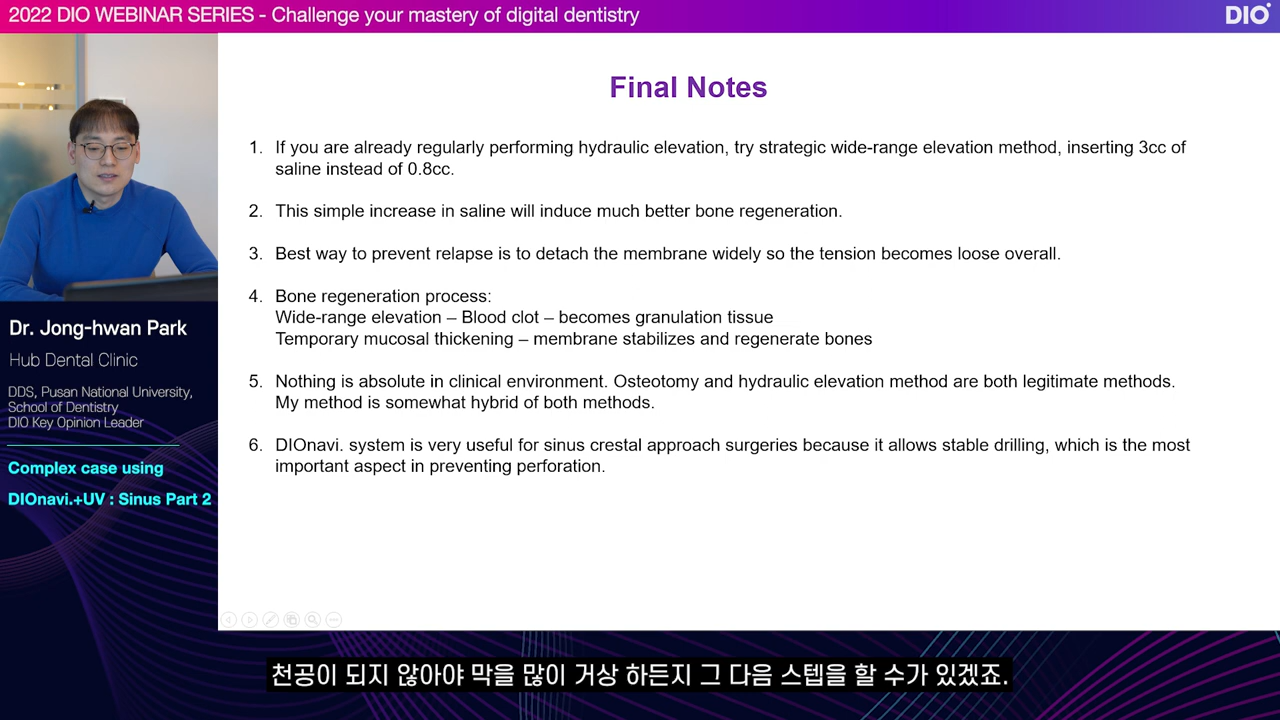 2022 DIO WEBINAR SERIES - Challenge your mastery of digital dentistry
DIO
Final Notes
1. If you are already regularly performing hydraulic elevation, try strategic wide-range elevation method, inserting 3cc of
saline instead of 0.8cc.
2. This simple increase in saline will induce much better bone regeneration.
3. Best way to prevent relapse is to detach the membrane widely so the tension becomes loose overall.
4. Bone regeneration process:
Wide-range elevation – Blood clot – becomes granulation tissue
Temporary mucosal thickening – membrane stabilizes and regenerate bones
5. Nothing is absolute in clinical environment. Osteotomy and hydraulic elevation method are both legitimate methods.
My method is somewhat hybrid of both methods.
6. DIOnavi. system is very useful for sinus crestal approach surgeries because it allows stable drilling, which is the most
important aspect in preventing perforation.
Dr. Jong-hwan Park
Hub Dental Clinic
DDS, Pusan National University,
School of Dentistry
DIO Key Opinion Leader
Complex case using
DIOnavi.+UV : Sinus Part 2
천공이 되지 않아야 막을 많이 거상 하든지 그 다음 스텝을 할 수가 있겠죠.